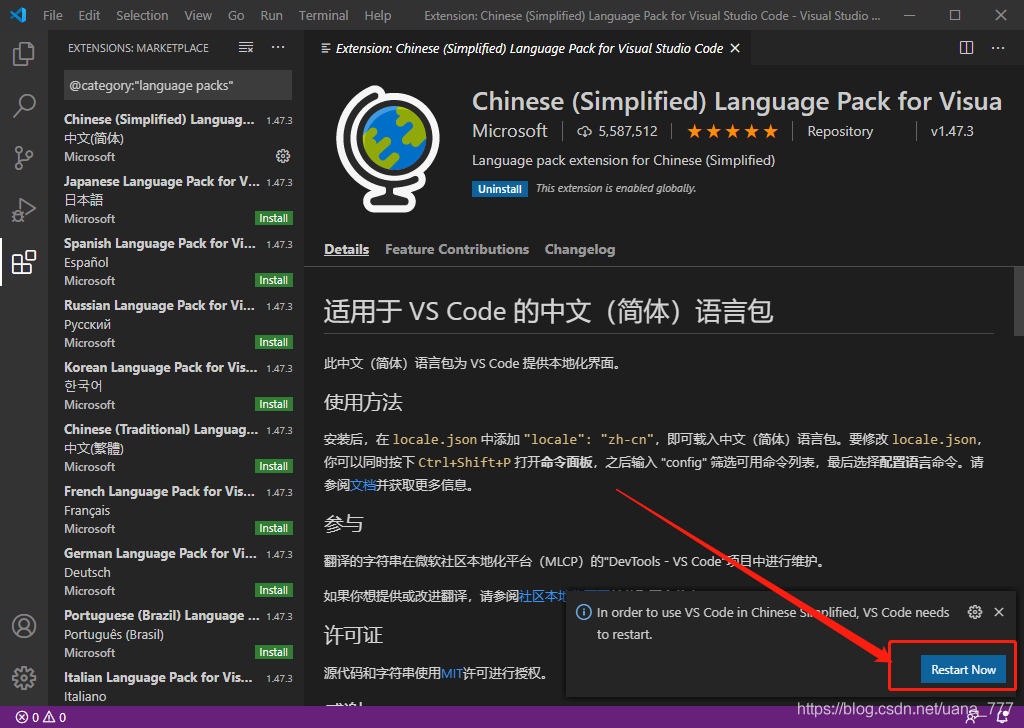 File Edit Selection View Go Run Terminal Help Extension: Chinese (Simplified) Language Pack for Visual Studio Code - Visual Studio ...
EXTENSIONS: MARKETPLACE
@category:"language packs"
Chinese (Simplified) Languag... 1.47.3
中文(简体)
Microsoft
Japanese Language Pack for V... 1.47.3
日本語
Microsoft Install
Spanish Language Pack for Vi... 1.47.3
Español
Microsoft Install
Russian Language Pack for Vi... 1.47.3
Русский
Microsoft Install
Korean Language Pack for Vis... 1.47.3
한국어
Microsoft Install
Chinese (Traditional) Languag... 1.47.3
中文(繁體)
Microsoft Install
French Language Pack for Vis... 1.47.3
Français
Microsoft Install
German Language Pack for Vi... 1.47.3
Deutsch
Microsoft Install
Portuguese (Brazil) Language ... 1.47.3
Português (Brasil)
Microsoft Install
Italian Language Pack for Vis... 1.47.3
Italiano
0 0
Extension: Chinese (Simplified) Language Pack for Visual Studio Code
Chinese (Simplified) Language Pack for Visua
Microsoft 5,587,512 Repository v1.47.3
Language pack extension for Chinese (Simplified)
Uninstall This extension is enabled globally.
Details Feature Contributions Changelog
适用于 VS Code 的中文（简体）语言包
此中文（简体）语言包为 VS Code 提供本地化界面。
使用方法
安装后，在 locale.json 中添加 "locale": "zh-cn"，即可载入中文（简体）语言包。要修改 locale.json，
你可以同时按下 Ctrl+Shift+P 打开命令面板，之后输入 "config" 筛选可用命令列表，最后选择配置语言命令。请
参阅文档并获取更多信息。
参与
翻译的字符串在微软社区本地化平台（MLCP）的"DevTools - VS Code"项目中进行维护。
如果你想提供或改进翻译，请参阅社区本地
许可证
源代码和字符串使用MIT许可进行授权。
In order to use VS Code in Chinese Simplified, VS Code needs
to restart.
Restart Now
https://blog.csdn.net/uana_777